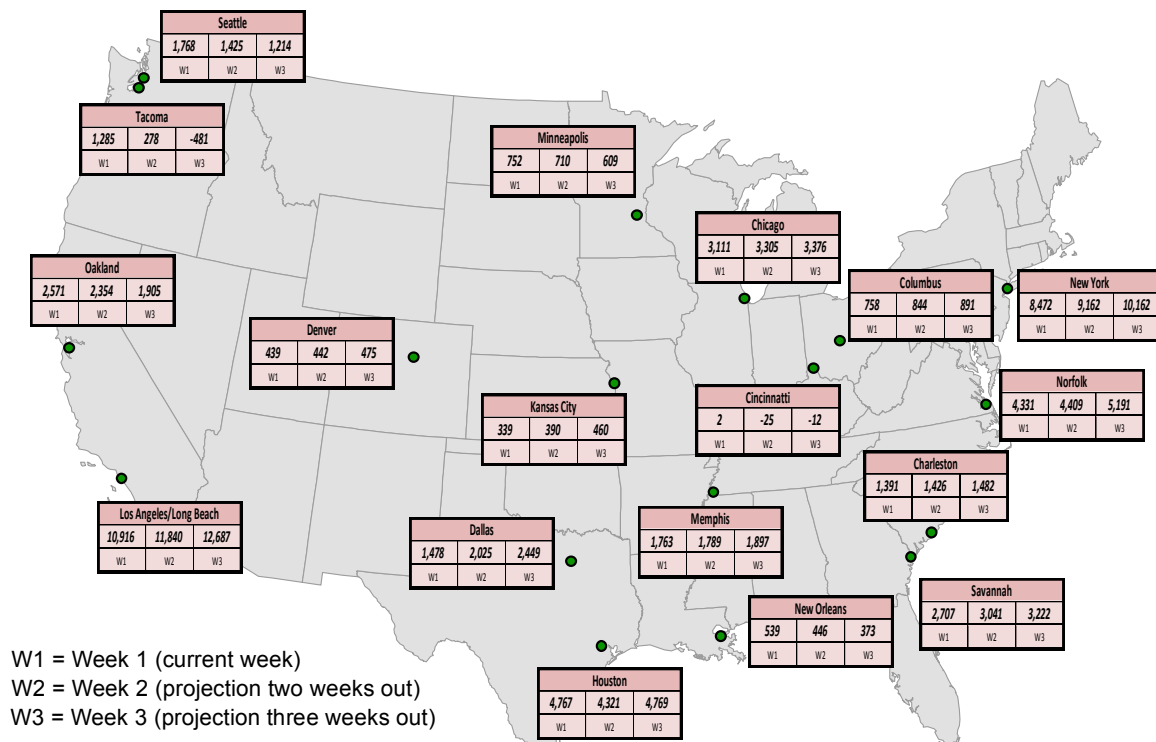 Seattle
1,768 1,425 1,214
W1 W2 W3
Tacoma
1,285 278 -481
W1 W2 W3
Minneapolis
752 710 609
W1 W2 W3
Chicago
3,111 3,305 3,376
W1 W2 W3
Oakland
2,571 2,354 1,905
W1 W2 W3
Columbus
758 844 891
W1 W2 W3
New York
8,472 9,162 10,162
W1 W2 W3
Denver
439 442 475
W1 W2 W3
Kansas City
339 390 460
W1 W2 W3
Cincinnatti
2 -25 -12
W1 W2 W3
Norfolk
4,331 4,409 5,191
W1 W2 W3
Charleston
1,391 1,426 1,482
W1 W2 W3
Los Angeles/Long Beach
10,916 11,840 12,687
W1 W2 W3
Dallas
1,478 2,025 2,449
W1 W2 W3
Memphis
1,763 1,789 1,897
W1 W2 W3
Savannah
2,707 3,041 3,222
W1 W2 W3
New Orleans
539 446 373
W1 W2 W3
Houston
4,767 4,321 4,769
W1 W2 W3
W1 = Week 1 (current week)
W2 = Week 2 (projection two weeks out)
W3 = Week 3 (projection three weeks out)